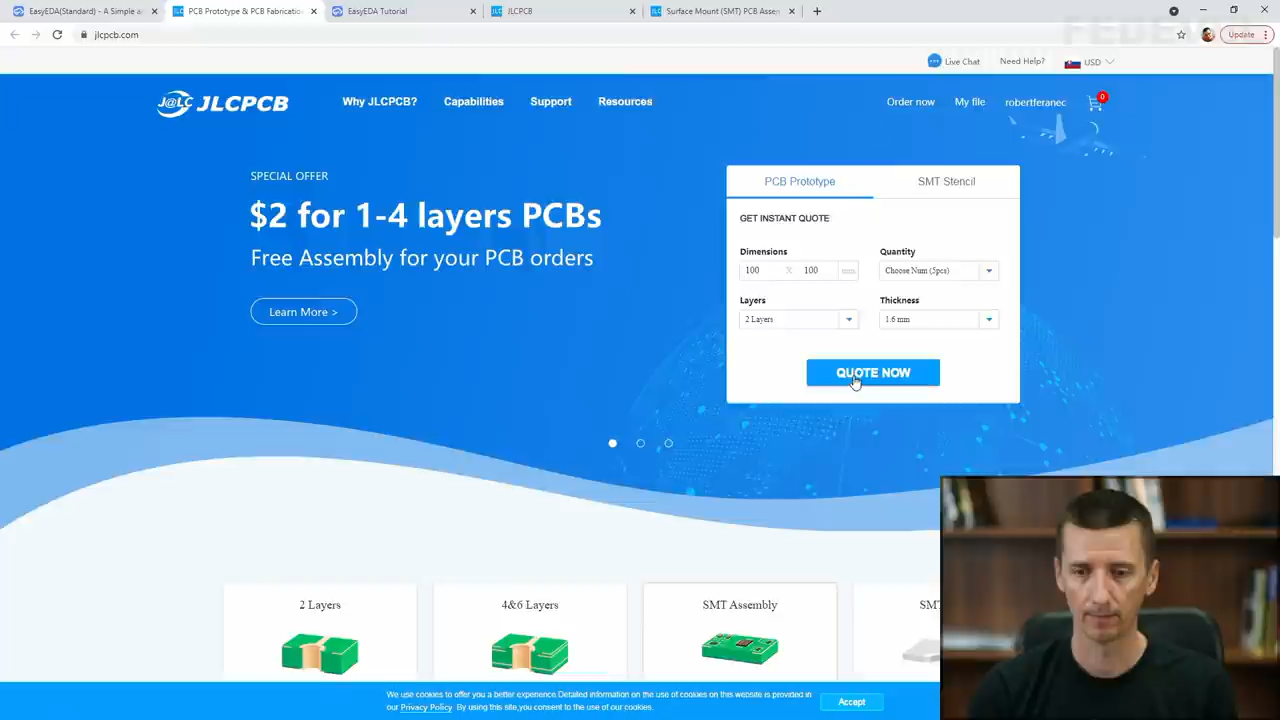 EasyEDA(Standard) - A Simple a
PCB Prototype & PCB Fabricatio
EasyEDA Tutorial
JLCPCB
Surface Mount (SMT) PCB Assem
jlcpcb.com
FEDEV
Update
Live Chat
Need Help?
USD
J@LC JLCPCB
Why JLCPCB?
Capabilities
Support
Resources
Order now
My file
robertferanec
0
SPECIAL OFFER
$2 for 1-4 layers PCBs
Free Assembly for your PCB orders
Learn More >
PCB Prototype
SMT Stencil
GET INSTANT QUOTE
Dimensions
Quantity
100 X 100 mm
Choose Num (5pcs)
Layers
Thickness
2 Layers
1.6 mm
QUOTE NOW
2 Layers
4&6 Layers
SMT Assembly
SMT
We use cookies to offer you a better experience.Detailed information on the use of cookies on this website is provided in
our Privacy Policy. By using this site,you consent to the use of our cookies.
Accept